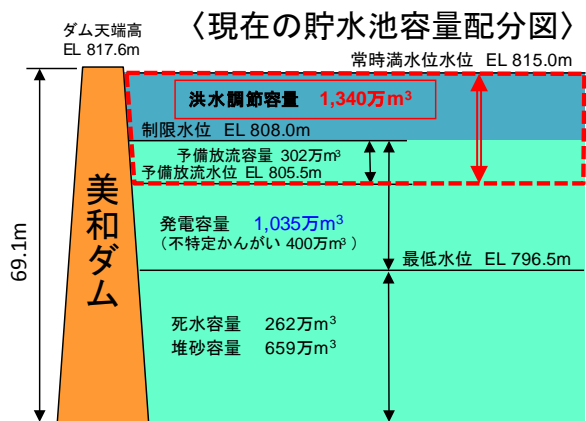 〈現在の貯水池容量配分図〉
ダム天端高
EL 817.6m
常時満水位水位 EL 815.0m
洪水調節容量 1,340万m³
制限水位 EL 808.0m
予備放流容量 302万m³
予備放流水位 EL 805.5m
美和ダム
69.1m
発電容量 1,035万m³
（不特定かんがい 400万m³ ）
最低水位 EL 796.5m
死水容量 262万m³
堆砂容量 659万m³